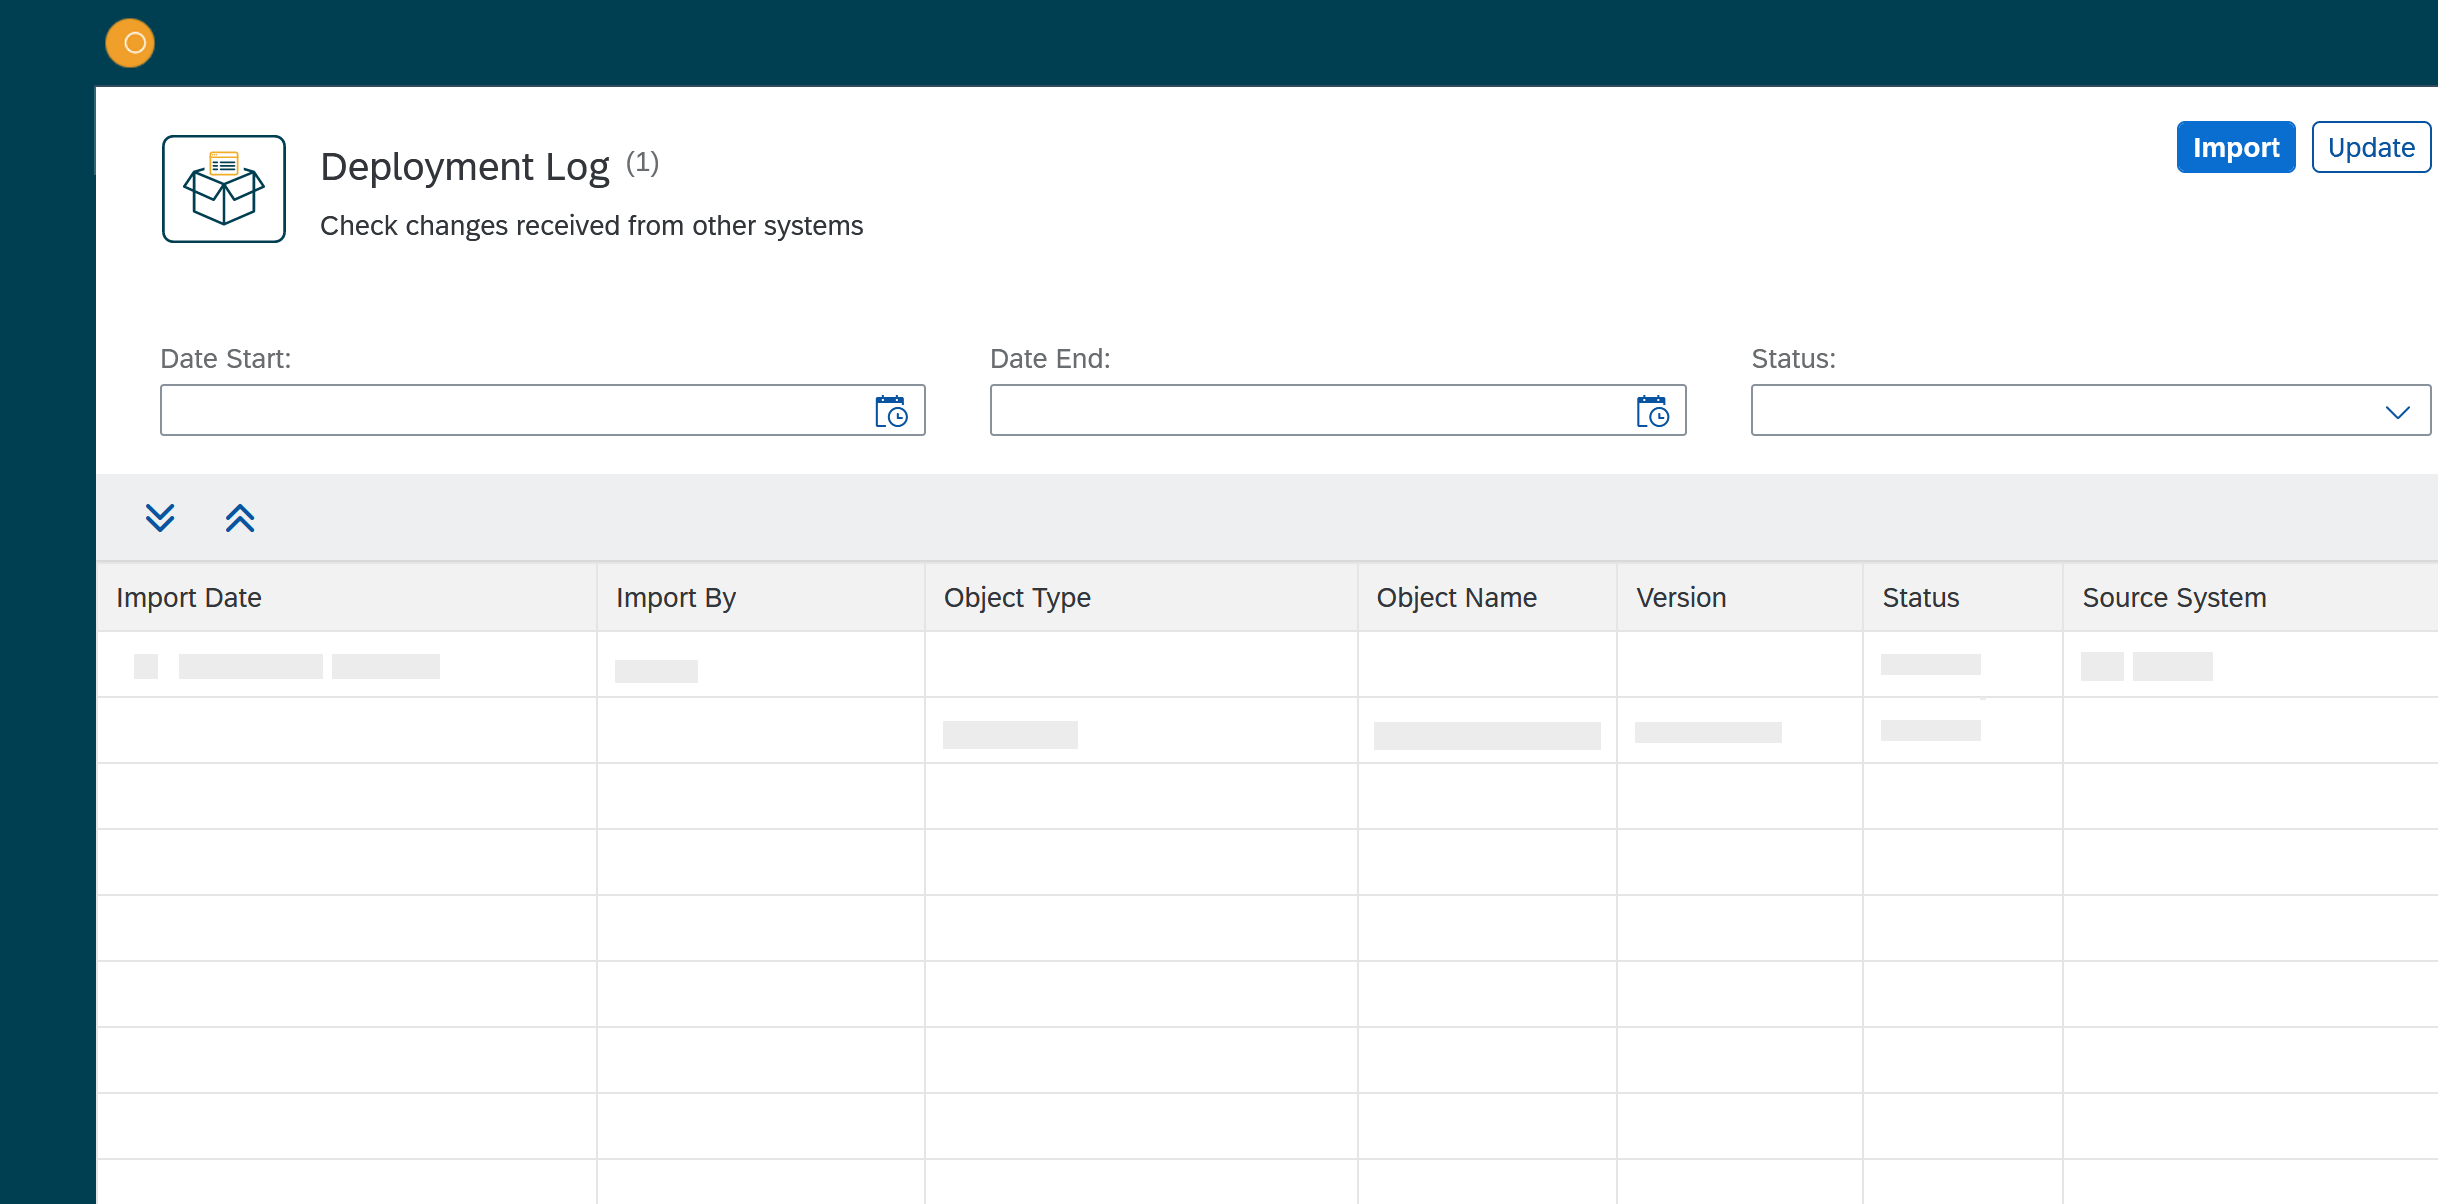 Deployment Log (1)
Import
Update
Check changes received from other systems
Date Start:
Date End:
Status:
Import Date
Import By
Object Type
Object Name
Version
Status
Source System